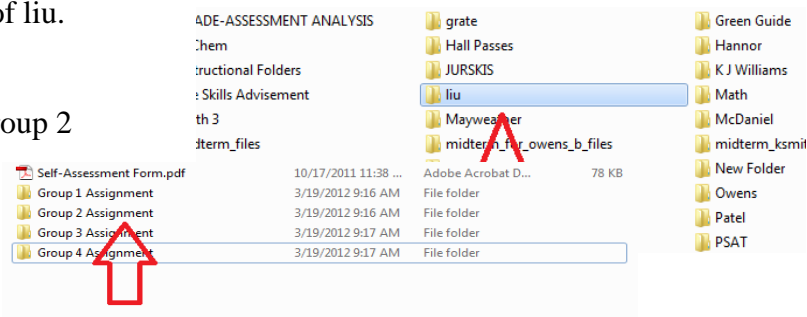 of liu.
ADE-ASSESSMENT ANALYSIS
Chem
tructional Folders
e Skills Advisement
th 3
dterm_files
grate
Hall Passes
JURSKIS
liu
Mayweather
midterm_for_owens_b_files
Green Guide
Hannor
K J Williams
Math
McDaniel
midterm_ksmit
New Folder
Owens
Patel
PSAT
roup 2
Self-Assessment Form.pdf 10/17/2011 11:38 ... Adobe Acrobat D... 78 KB
Group 1 Assignment 3/19/2012 9:16 AM File folder
Group 2 Assignment 3/19/2012 9:16 AM File folder
Group 3 Assignment 3/19/2012 9:17 AM File folder
Group 4 Assignment 3/19/2012 9:17 AM File folder